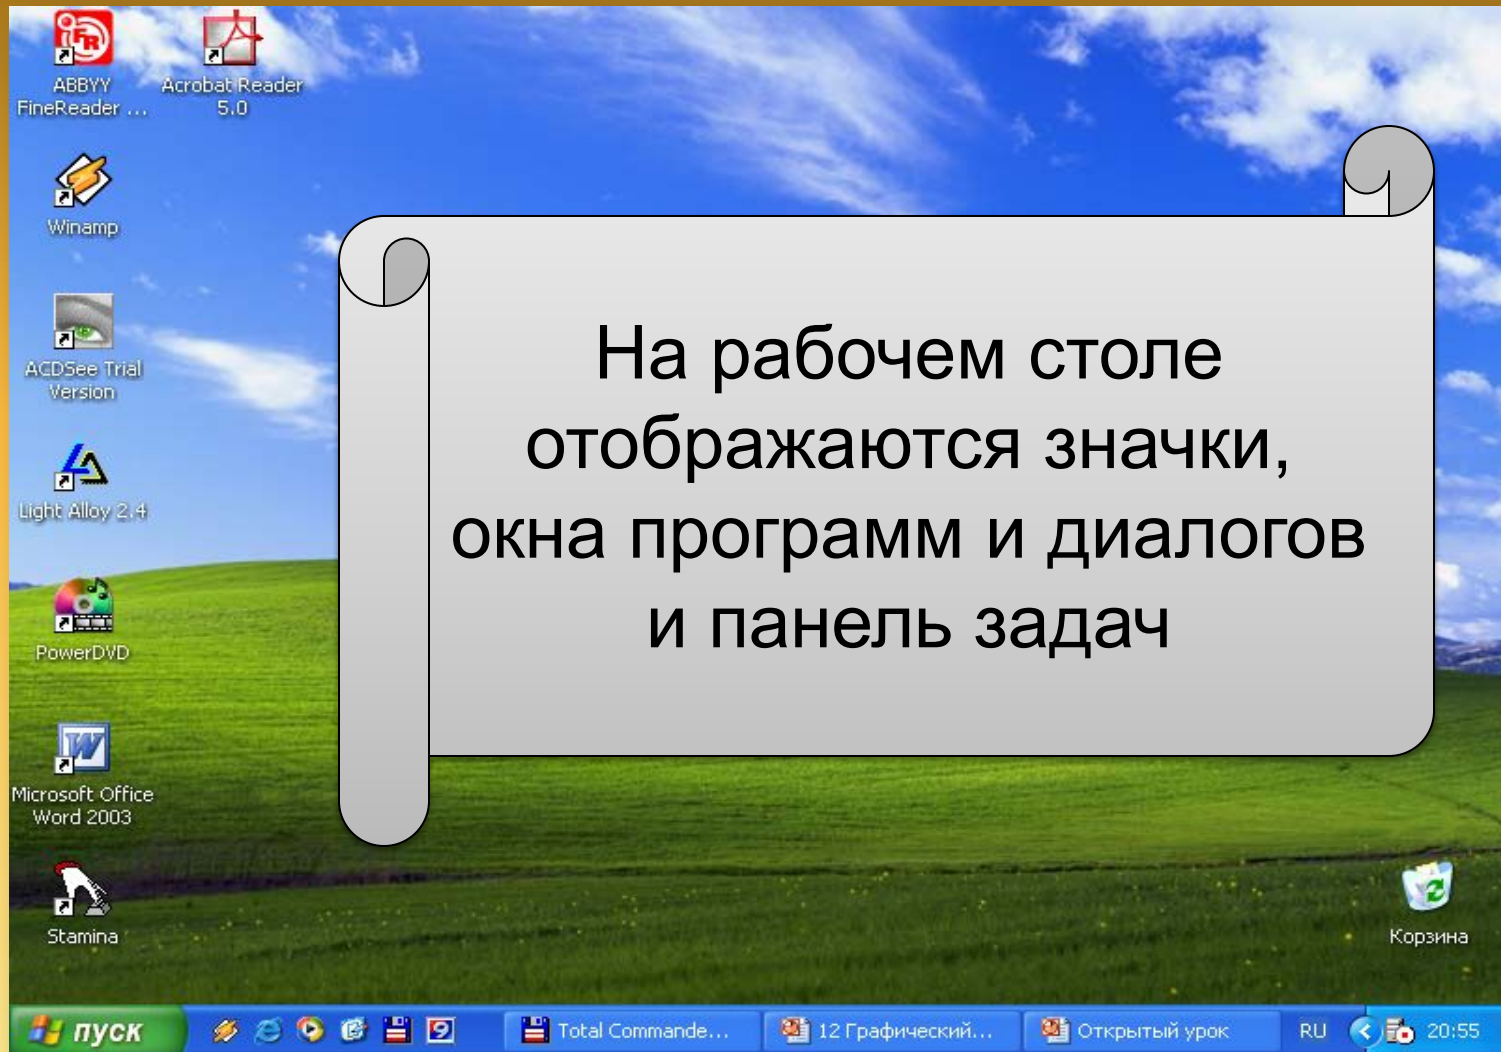 ABBYY
FineReader ...
Acrobat Reader
5.0
Winamp
ACDSee Trial
Version
Light Alloy 2.4
PowerDVD
Microsoft Office
Word 2003
Stamina
На рабочем столе
отображаются значки,
окна программ и диалогов
и панель задач
Корзина
пуск
Total Commande...
12 Графический...
Открытый урок
RU
20:55